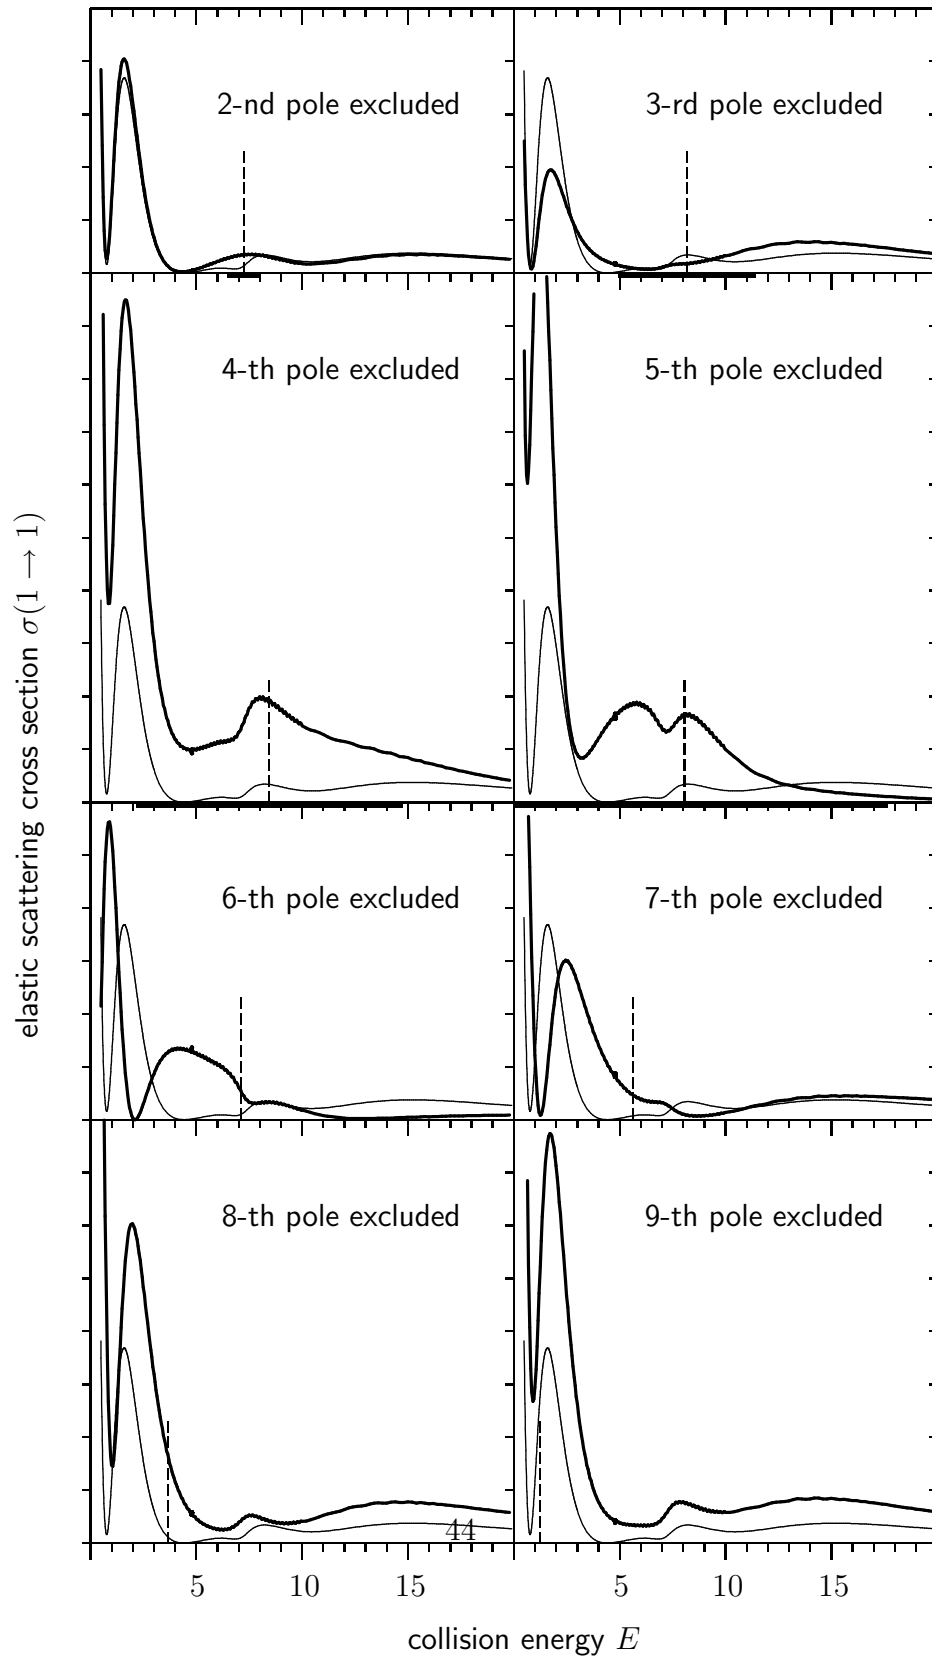 2-nd pole excluded
3-rd pole excluded
4-th pole excluded
5-th pole excluded
elastic scattering cross section σ(1 → 1)
6-th pole excluded
7-th pole excluded
8-th pole excluded
9-th pole excluded
44
5 10 15 5 10 15
collision energy E